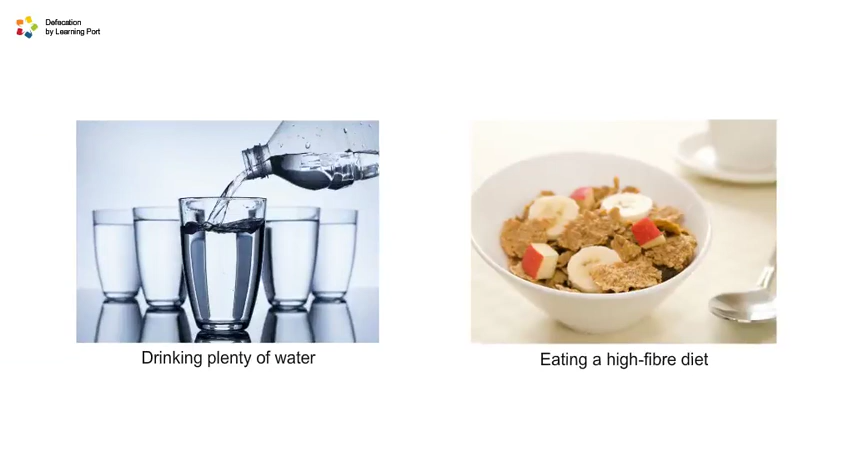 Defecation
by Learning Port
Drinking plenty of water
Eating a high-fibre diet